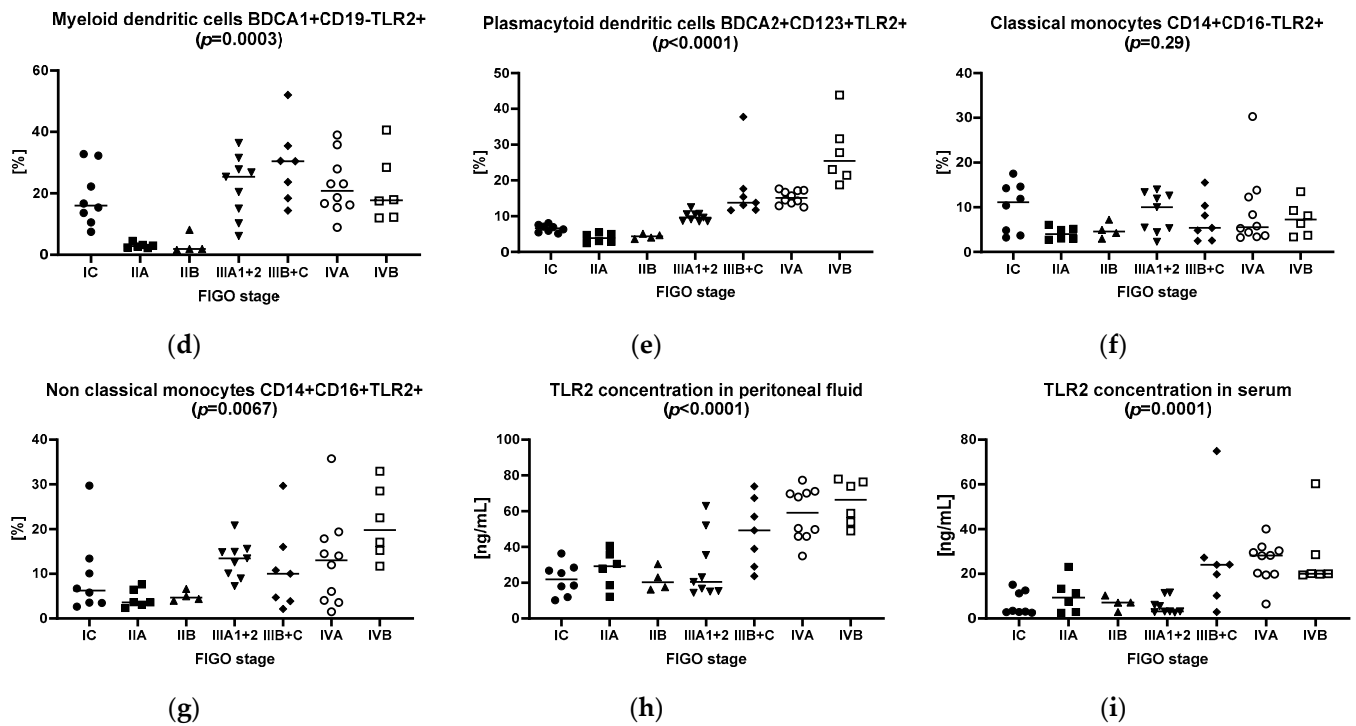 Myeloid dendritic cells BDCA1+CD19-TLR2+
(p=0.0003)
60
40
20
0
[%]
IC IIA IIB IIIA1+2 IIIB+C IVA IVB
FIGO stage
(d)
Plasmacytoid dendritic cells BDCA2+CD123+TLR2+
(p<0.0001)
50
40
30
20
10
0
[%]
IC IIA IIB IIIA1+2 IIIB+C IVA IVB
FIGO stage
(e)
Classical monocytes CD14+CD16-TLR2+
(p=0.29)
40
30
20
10
0
[%]
IC IIA IIB IIIA1+2 IIIB+C IVA IVB
FIGO stage
(f)
Non classical monocytes CD14+CD16+TLR2+
(p=0.0067)
40
30
20
10
0
[%]
IC IIA IIB IIIA1+2 IIIB+C IVA IVB
FIGO stage
(g)
TLR2 concentration in peritoneal fluid
(p<0.0001)
100
80
60
40
20
0
[ng/mL]
IC IIA IIB IIIA1+2 IIIB+C IVA IVB
FIGO stage
(h)
TLR2 concentration in serum
(p=0.0001)
80
60
40
20
0
[ng/mL]
IC IIA IIB IIIA1+2 IIIB+C IVA IVB
FIGO stage
(i)